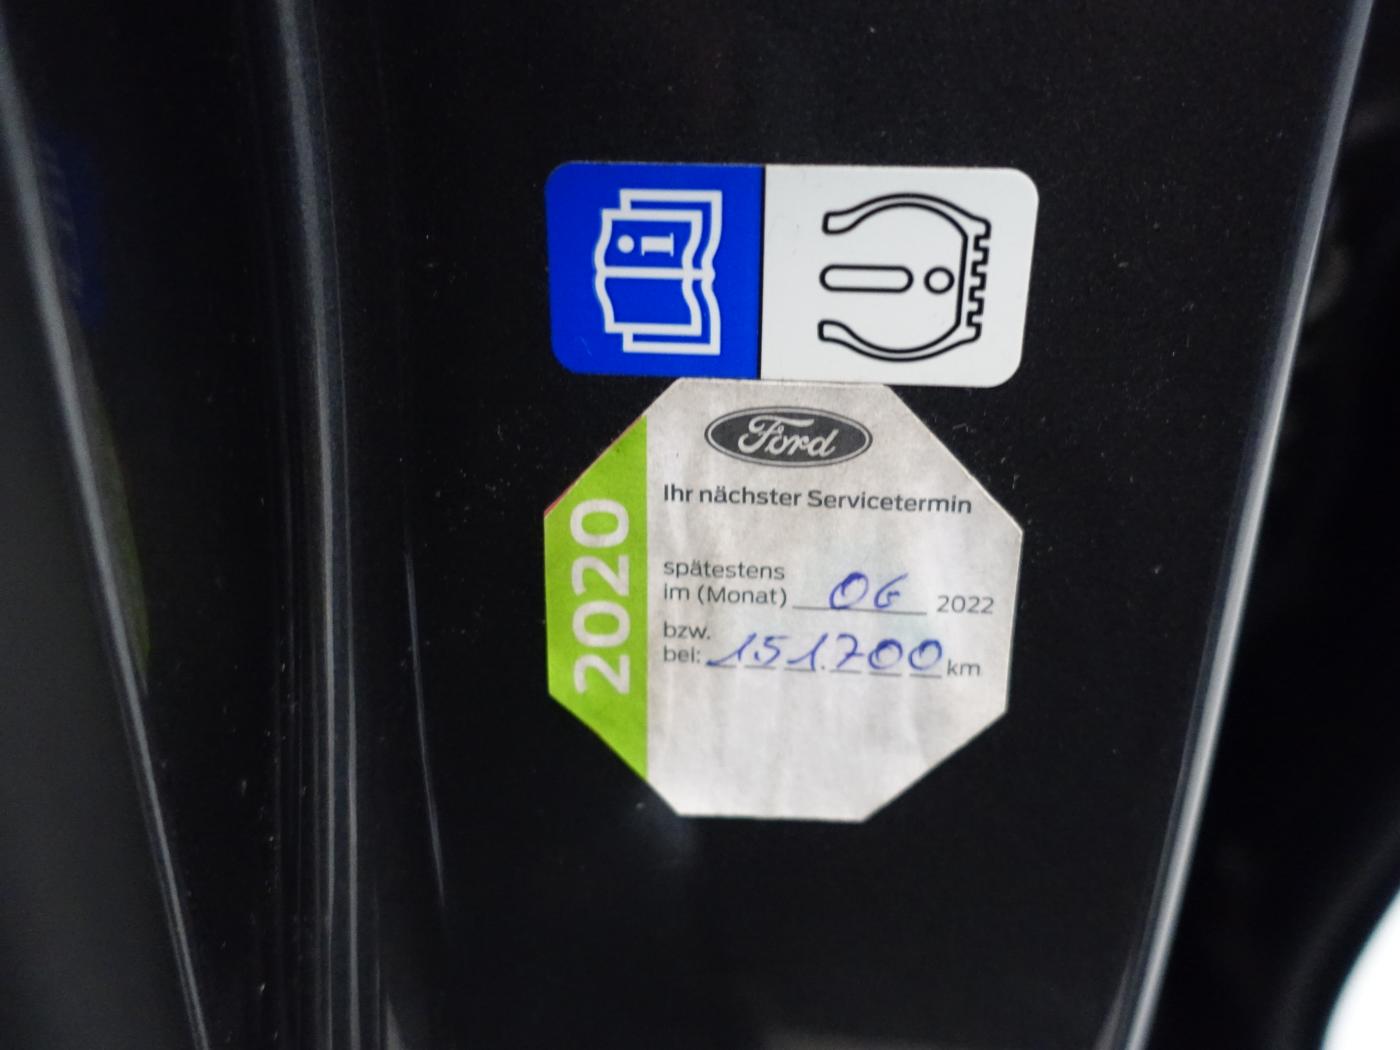 Ford
Ihr nächster Servicetermin
2020
spätestens
im (Monat) 06 2022
bzw.
bei: 151.700 km